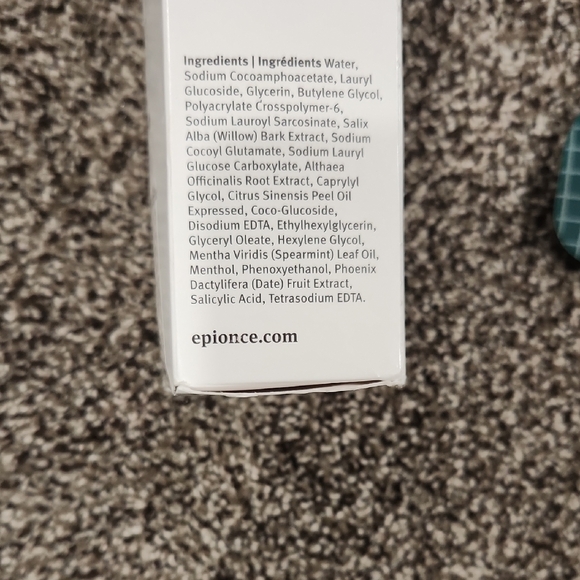 Ingredients | Ingrédients Water,
Sodium Cocoamphoacetate, Lauryl
Glucoside, Glycerin, Butylene Glycol,
Polyacrylate Crosspolymer-6,
Sodium Lauroyl Sarcosinate, Salix
Alba (Willow) Bark Extract, Sodium
Cocoyl Glutamate, Sodium Lauryl
Glucose Carboxylate, Althaea
Officinalis Root Extract, Caprylyl
Glycol, Citrus Sinensis Peel Oil
Expressed, Coco-Glucoside,
Disodium EDTA, Ethylhexylglycerin,
Glyceryl Oleate, Hexylene Glycol,
Mentha Viridis (Spearmint) Leaf Oil,
Menthol, Phenoxyethanol, Phoenix
Dactylifera (Date) Fruit Extract,
Salicylic Acid, Tetrasodium EDTA.
epionce.com